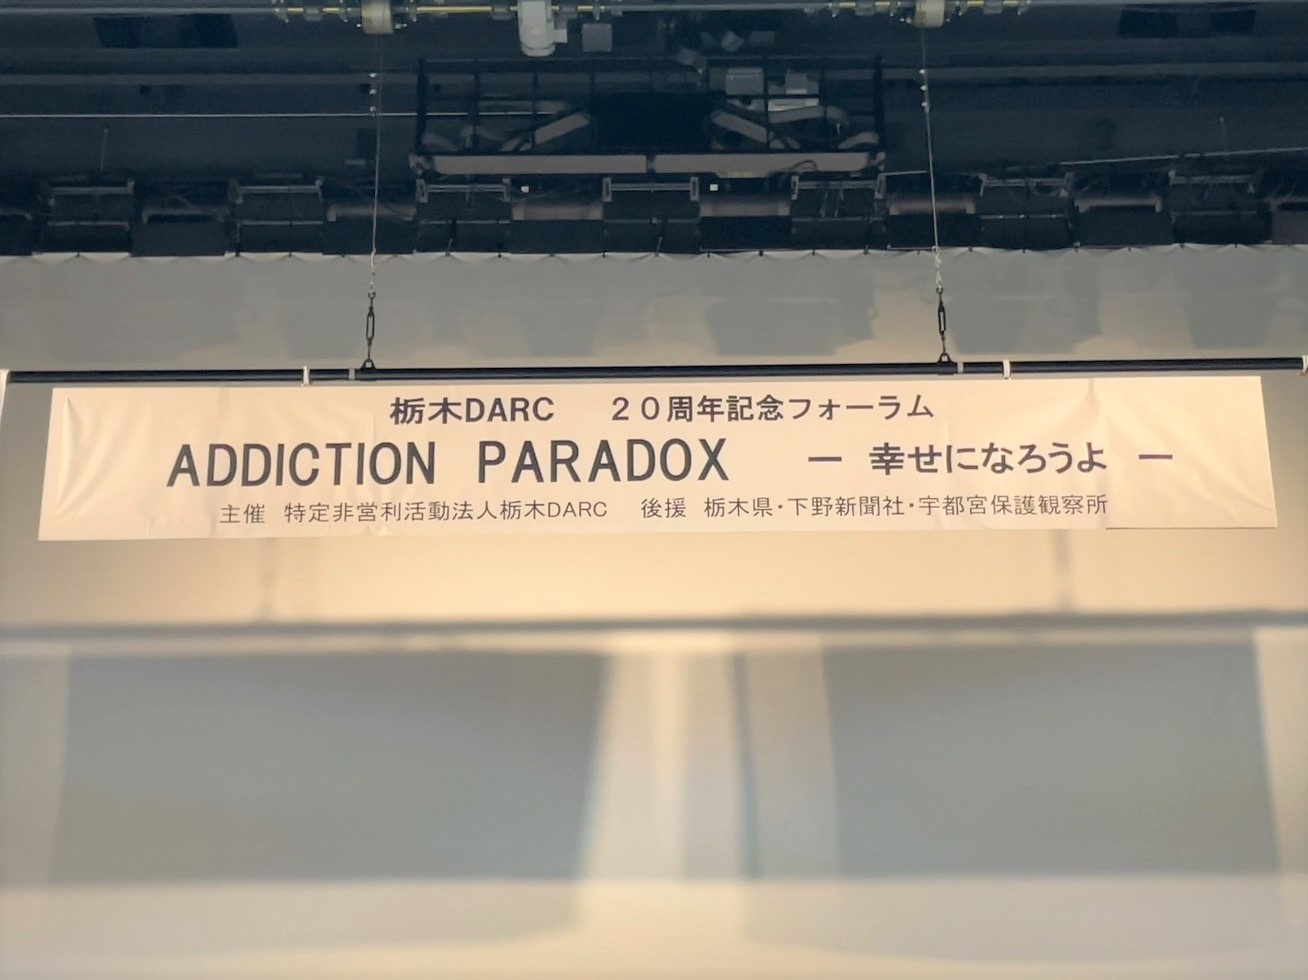 栃木DARC　２０周年記念フォーラム
ADDICTION PARADOX　ー 幸せになろうよ ー
主催 特定非営利活動法人栃木DARC　後援 栃木県・下野新聞社・宇都宮保護観察所